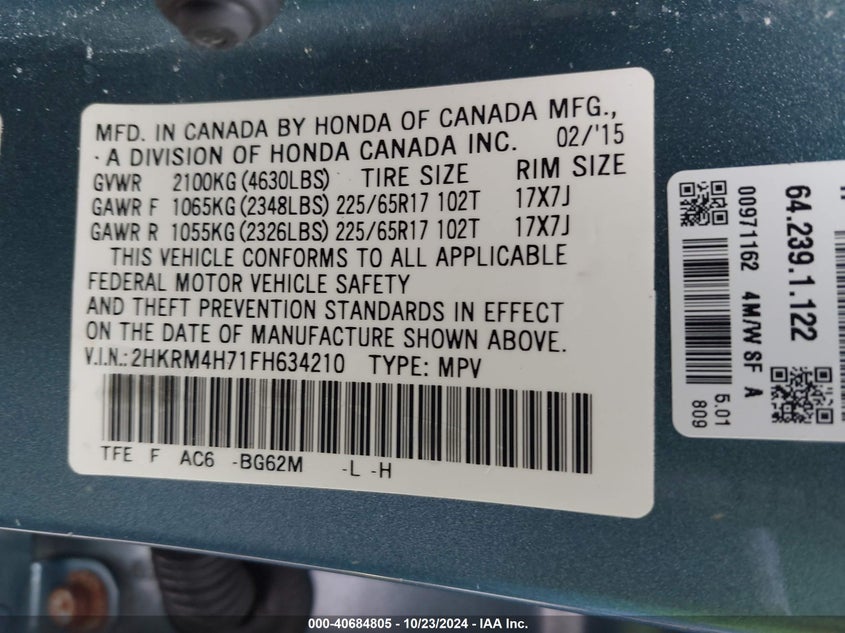 MFD. IN CANADA BY HONDA OF CANADA MFG.,
· A DIVISION OF HONDA CANADA INC. 02/'15
GVWR 2100KG (4630LBS) TIRE SIZE RIM SIZE
GAWR F 1065KG (2348LBS) 225/65R17 102T 17X7J
GAWR R 1055KG (2326LBS) 225/65R17 102T 17X7J
THIS VEHICLE CONFORMS TO ALL APPLICABLE
FEDERAL MOTOR VEHICLE SAFETY
AND THEFT PREVENTION STANDARDS IN EFFECT
ON THE DATE OF MANUFACTURE SHOWN ABOVE.
V.I.N.: 2HKRM4H71FH634210 TYPE: MPV
TFE F AC6 -BG62M -L -H
64.239.1.122
00971162 4M/W SF A
5.01
809
000-40684805 - 10/23/2024 - IAA Inc.